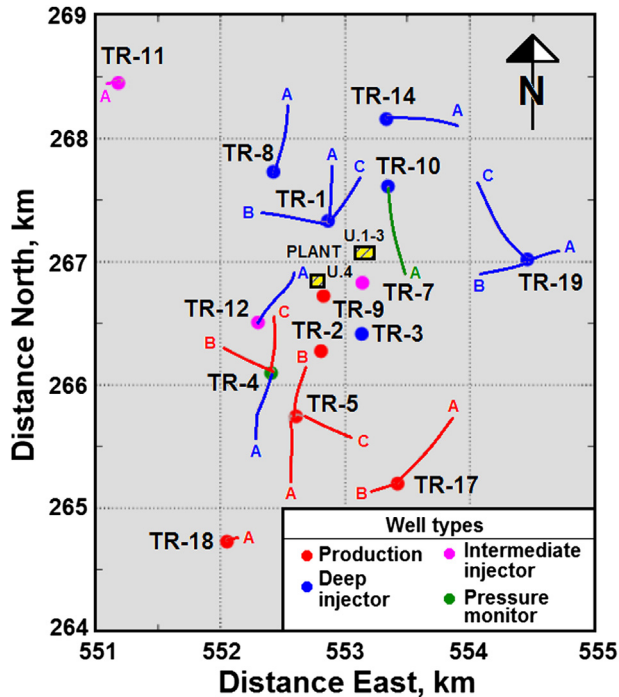 269
TR-11
A
A
TR-14
A
268
TR-8
A
C
TR-10
C
TR-1
B
U.1-3
PLANT
A
267
A
U.4
A
TR-7
B
TR-19
TR-12
TR-9
C
TR-2
TR-3
B
B
266
TR-4
TR-5
A
A
C
A
B
TR-17
265
TR-18
A
Well types
Production
Intermediate
injector
Deep
injector
Pressure
monitor
264
551
552
553
554
555
Distance East, km
Distance North, km
N